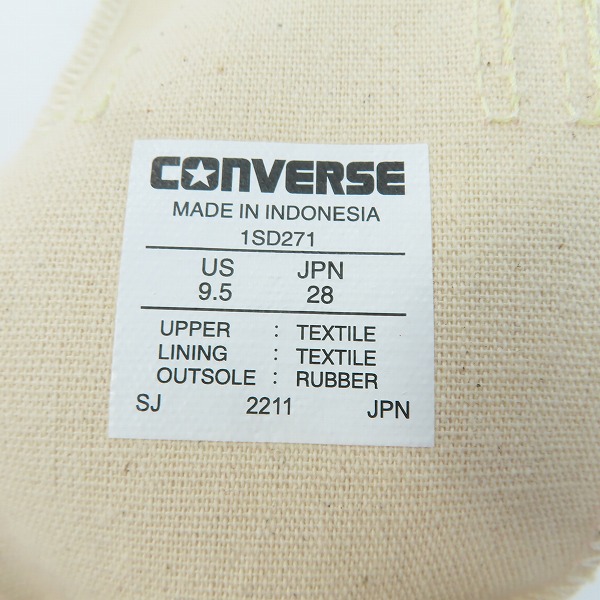 CONVERSE
MADE IN INDONESIA
1SD271
US JPN
9.5 28
UPPER : TEXTILE
LINING : TEXTILE
OUTSOLE : RUBBER
SJ 2211 JPN